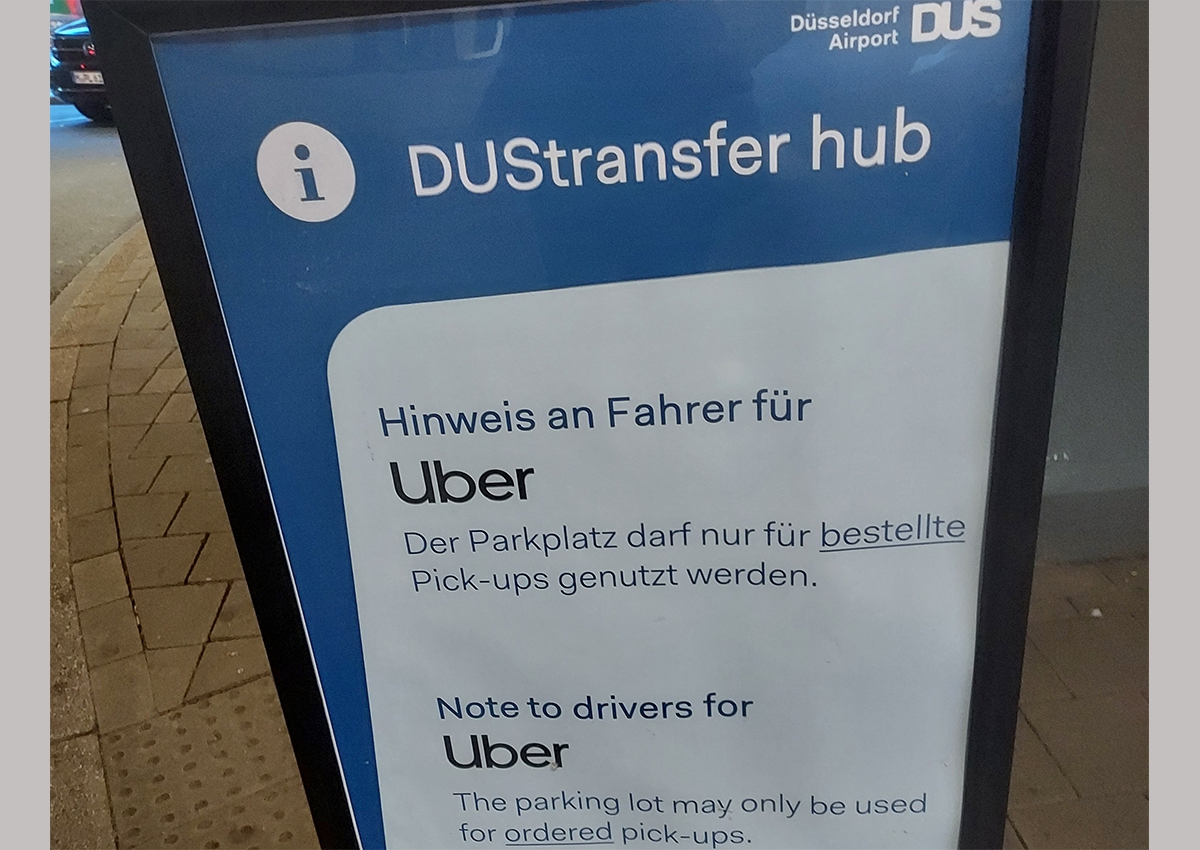 Düsseldorf
Airport DUS
i DUStransfer hub
Hinweis an Fahrer für
Uber
Der Parkplatz darf nur für bestellte
Pick-ups genutzt werden.
Note to drivers for
Uber
The parking lot may only be used
for ordered pick-ups.